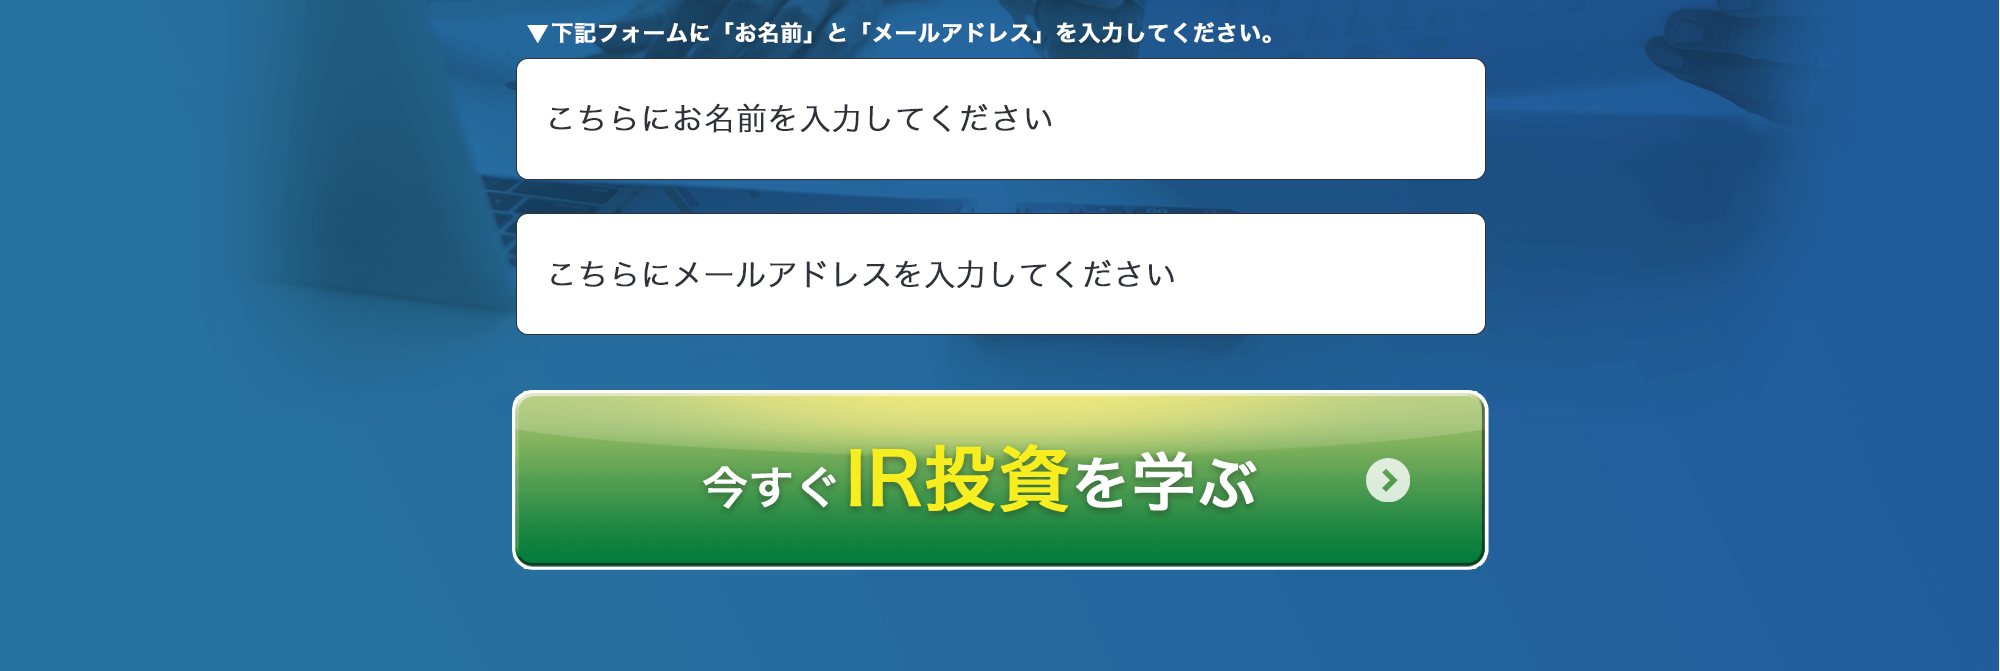 ▼下記フォームに「お名前」と「メールアドレス」を入力してください。
こちらにお名前を入力してください
こちらにメールアドレスを入力してください
今すぐIR投資を学ぶ